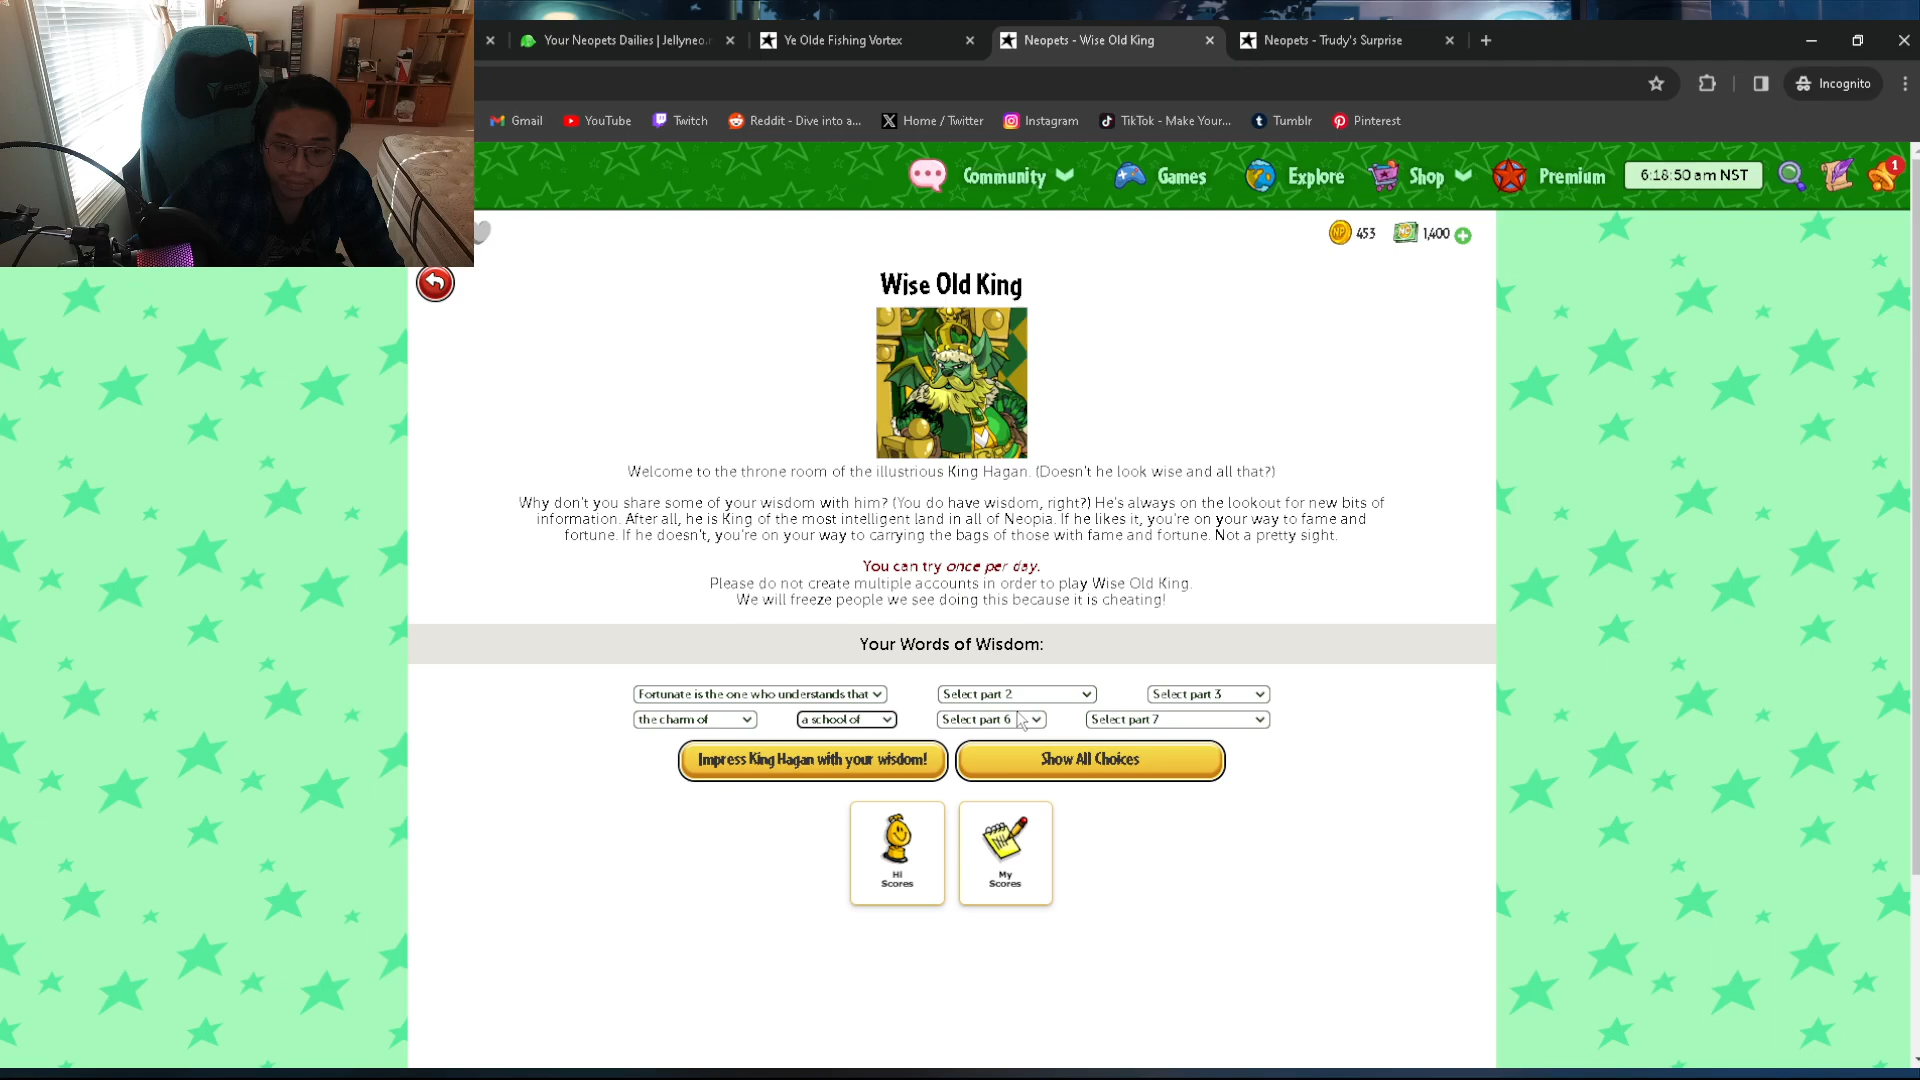 Your Neopets Dailies | Jellyneo.r
Ye Olde Fishing Vortex
Neopets - Wise Old King
Neopets - Trudy's Surprise
Incognito
Gmail
YouTube
Twitch
Reddit - Dive into a...
Home / Twitter
Instagram
TikTok - Make Your...
Tumblr
Pinterest
Community
Games
Explore
Shop
Premium
6:18:50 am NST
1
NP 453
NC 1,400
Wise Old King
Welcome to the throne room of the illustrious King Hagan. (Doesn't he look wise and all that?)
Why don't you share some of your wisdom with him? (You do have wisdom, right?) He's always on the lookout for new bits of
information. After all, he is King of the most intelligent land in all of Neopia. If he likes it, you're on your way to fame and
fortune. If he doesn't, you're on your way to carrying the bags of those with fame and fortune. Not a pretty sight.
You can try once per day.
Please do not create multiple accounts in order to play Wise Old King.
We will freeze people we see doing this because it is cheating!
Your Words of Wisdom:
Fortunate is the one who understands that
Select part 2
Select part 3
the charm of
a school of
Select part 6
Select part 7
Impress King Hagan with your wisdom!
Show All Choices
Hi
Scores
My
Scores